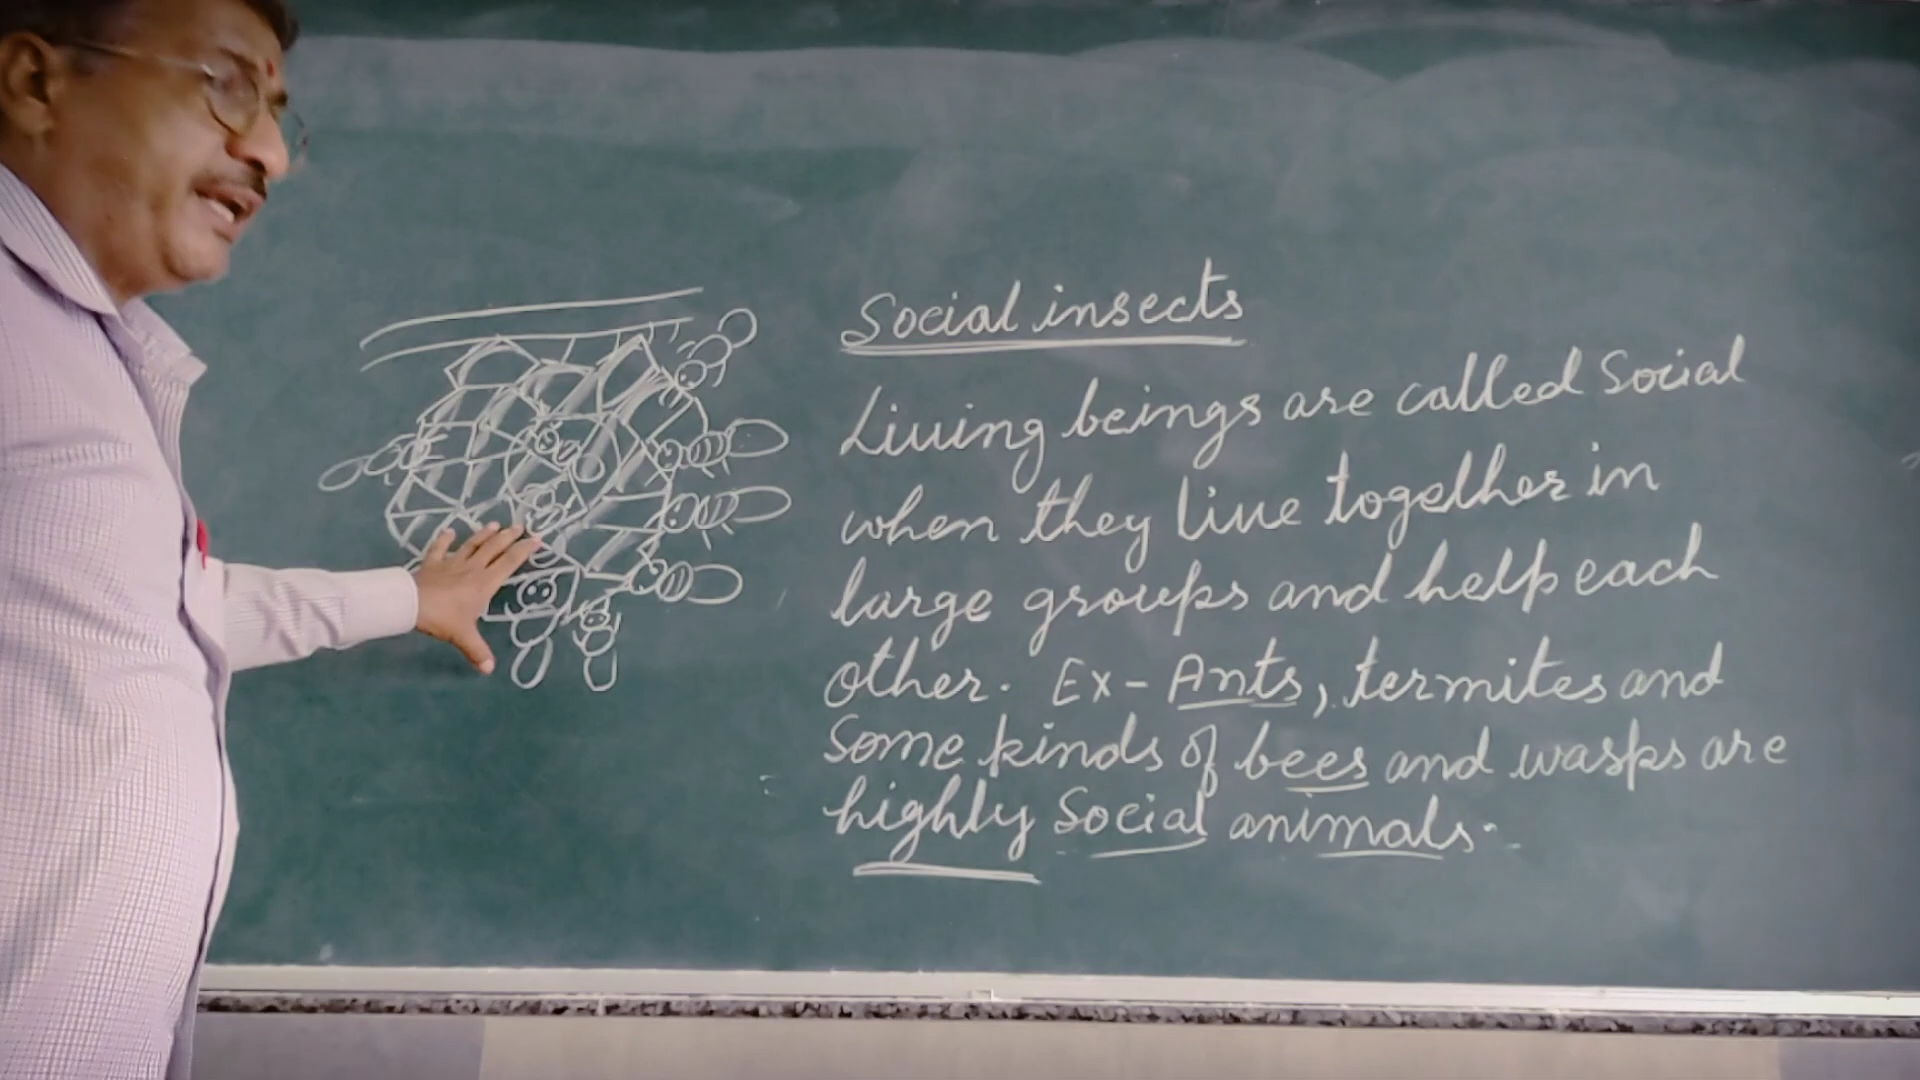 Social insects
Living beings are called Social
when they live together in
large groups and help each
other. Ex - Ants, termites and
Some kinds of bees and wasps are
highly Social animals.